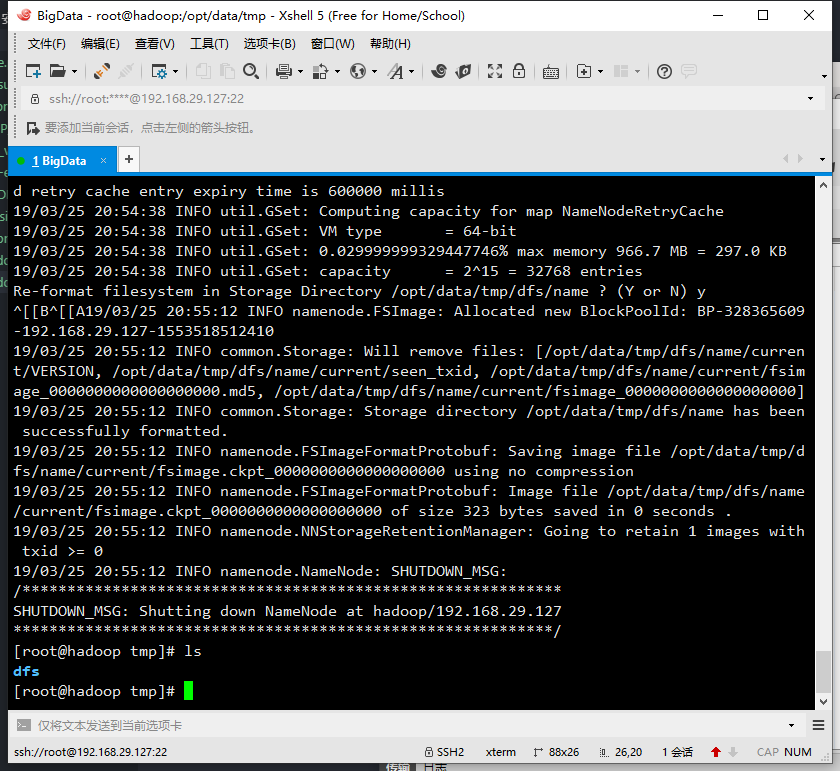 BigData - root@hadoop:/opt/data/tmp - Xshell 5 (Free for Home/School)
文件(F) 编辑(E) 查看(V) 工具(T) 选项卡(B) 窗口(W) 帮助(H)
ssh://root:****@192.168.29.127:22
要添加当前会话，点击左侧的箭头按钮。
1 BigData × +
d retry cache entry expiry time is 600000 millis
19/03/25 20:54:38 INFO util.GSet: Computing capacity for map NameNodeRetryCache
19/03/25 20:54:38 INFO util.GSet: VM type       = 64-bit
19/03/25 20:54:38 INFO util.GSet: 0.029999999329447746% max memory 966.7 MB = 297.0 KB
19/03/25 20:54:38 INFO util.GSet: capacity      = 2^15 = 32768 entries
Re-format filesystem in Storage Directory /opt/data/tmp/dfs/name ? (Y or N) y
^[[B^[[A19/03/25 20:55:12 INFO namenode.FSImage: Allocated new BlockPoolId: BP-328365609
-192.168.29.127-1553518512410
19/03/25 20:55:12 INFO common.Storage: Will remove files: [/opt/data/tmp/dfs/name/curren
t/VERSION, /opt/data/tmp/dfs/name/current/seen_txid, /opt/data/tmp/dfs/name/current/fsim
age_0000000000000000000.md5, /opt/data/tmp/dfs/name/current/fsimage_0000000000000000000]
19/03/25 20:55:12 INFO common.Storage: Storage directory /opt/data/tmp/dfs/name has been
 successfully formatted.
19/03/25 20:55:12 INFO namenode.FSImageFormatProtobuf: Saving image file /opt/data/tmp/d
fs/name/current/fsimage.ckpt_0000000000000000000 using no compression
19/03/25 20:55:12 INFO namenode.FSImageFormatProtobuf: Image file /opt/data/tmp/dfs/name
/current/fsimage.ckpt_0000000000000000000 of size 323 bytes saved in 0 seconds .
19/03/25 20:55:12 INFO namenode.NNStorageRetentionManager: Going to retain 1 images with
 txid >= 0
19/03/25 20:55:12 INFO namenode.NameNode: SHUTDOWN_MSG:
/************************************************************
SHUTDOWN_MSG: Shutting down NameNode at hadoop/192.168.29.127
************************************************************/
[root@hadoop tmp]# ls
dfs
[root@hadoop tmp]#
仅将文本发送到当前选项卡
ssh://root@192.168.29.127:22 SSH2 xterm 88x26 26,20 1 会话 CAP NUM